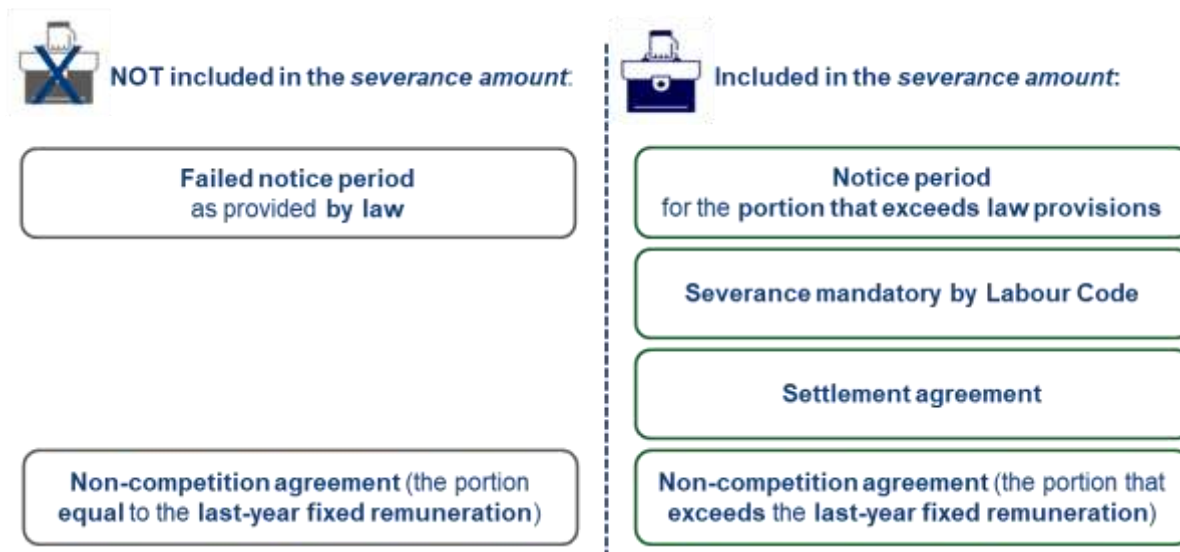 NOT included in the severance amount:
Failed notice period
as provided by law
Non-competition agreement (the portion
equal to the last-year fixed remuneration)
Included in the severance amount:
Notice period
for the portion that exceeds law provisions
Severance mandatory by Labour Code
Settlement agreement
Non-competition agreement (the portion that
exceeds the last-year fixed remuneration)